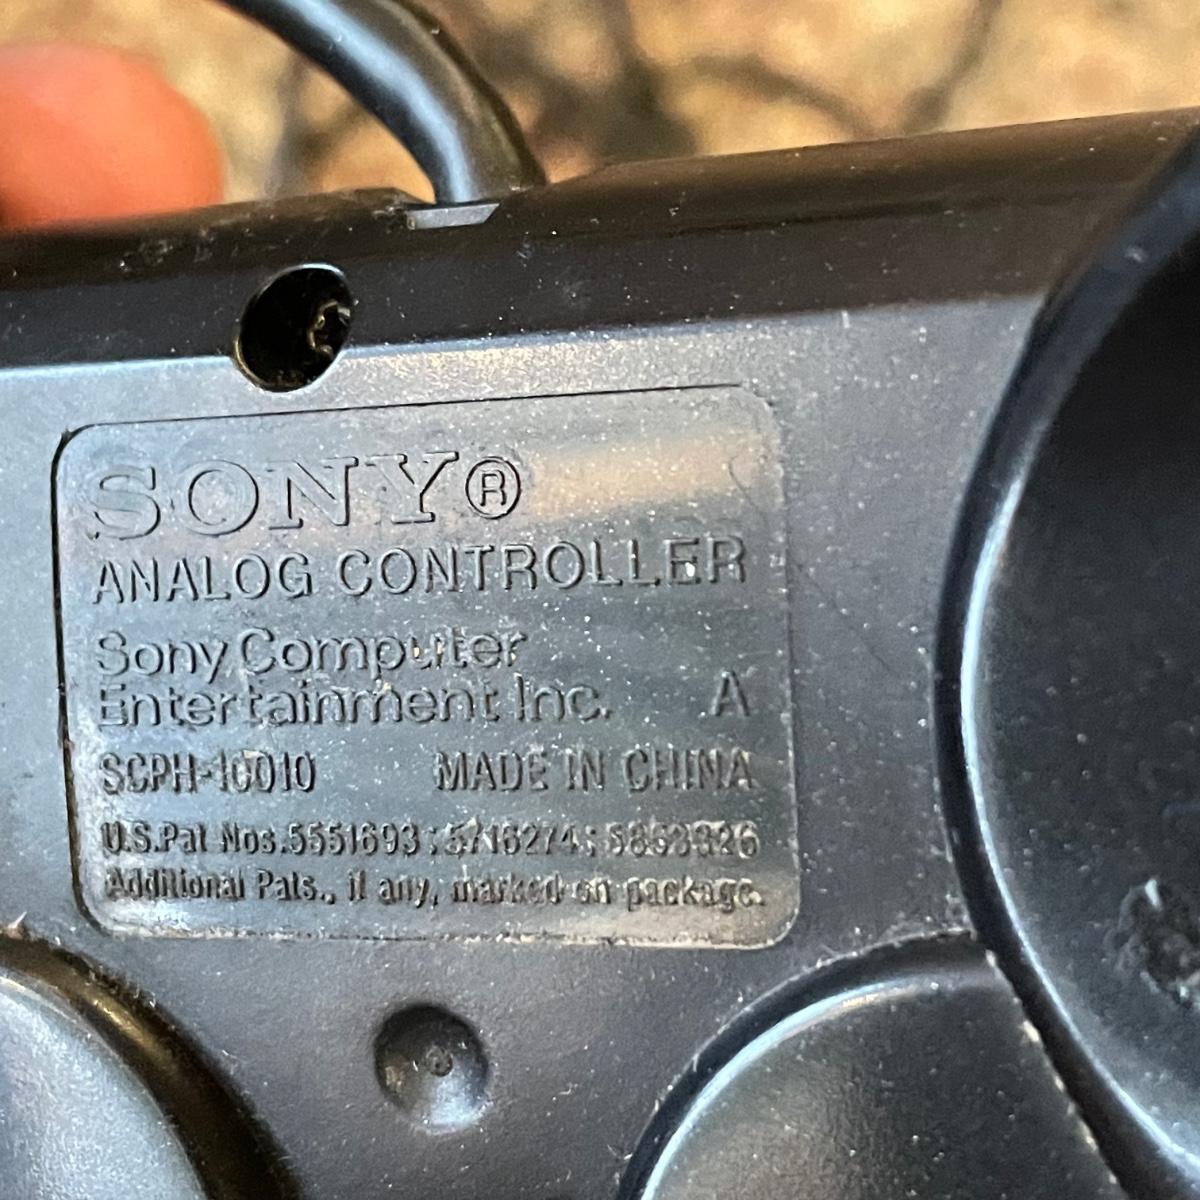 SONY®
ANALOG CONTROLLER
Sony Computer
Entertainment Inc. A
SCPH-10010 MADE IN CHINA
U.S.Pat Nos.5551693;5716274;5853326
Additional Pats., if any, marked on package.